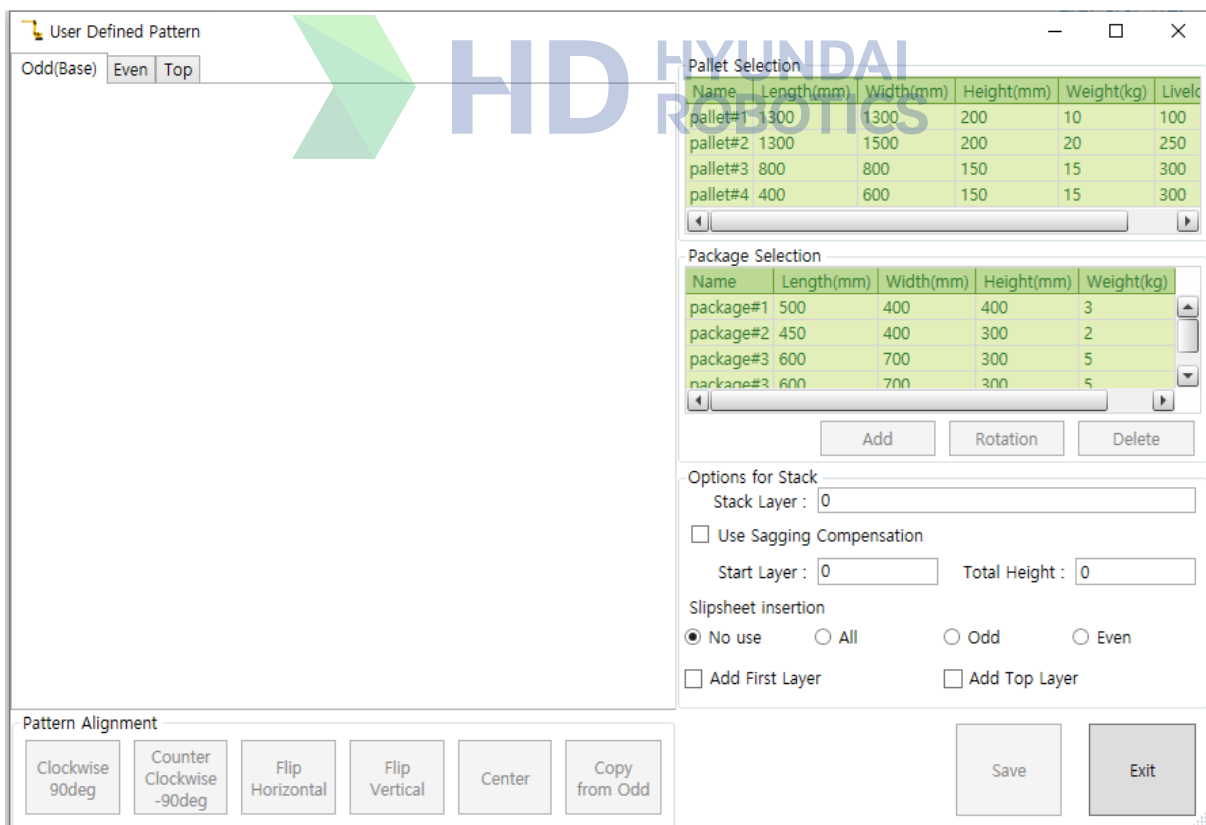 User Defined Pattern
HD HYUNDAI ROBOTICS
Odd(Base) Even Top
Pallet Selection
Name Length(mm) Width(mm) Height(mm) Weight(kg)
pallet#1 1300 1300 200 10 100
pallet#2 1300 1500 200 20 250
pallet#3 800 800 150 15 300
pallet#4 400 600 150 15 300
Package Selection
Name Length(mm) Width(mm) Height(mm) Weight(kg)
package#1 500 400 400 3
package#2 450 400 300 2
package#3 600 700 300 5
package#3 600 700 300 5
Add Rotation Delete
Options for Stack
Stack Layer : 0
Use Sagging Compensation
Start Layer : 0 Total Height : 0
Slipsheet insertion
No use All Odd Even
Add First Layer Add Top Layer
Pattern Alignment
Clockwise
90deg
Counter
Clockwise
-90deg
Flip
Horizontal
Flip
Vertical
Center
Copy
from Odd
Save
Exit